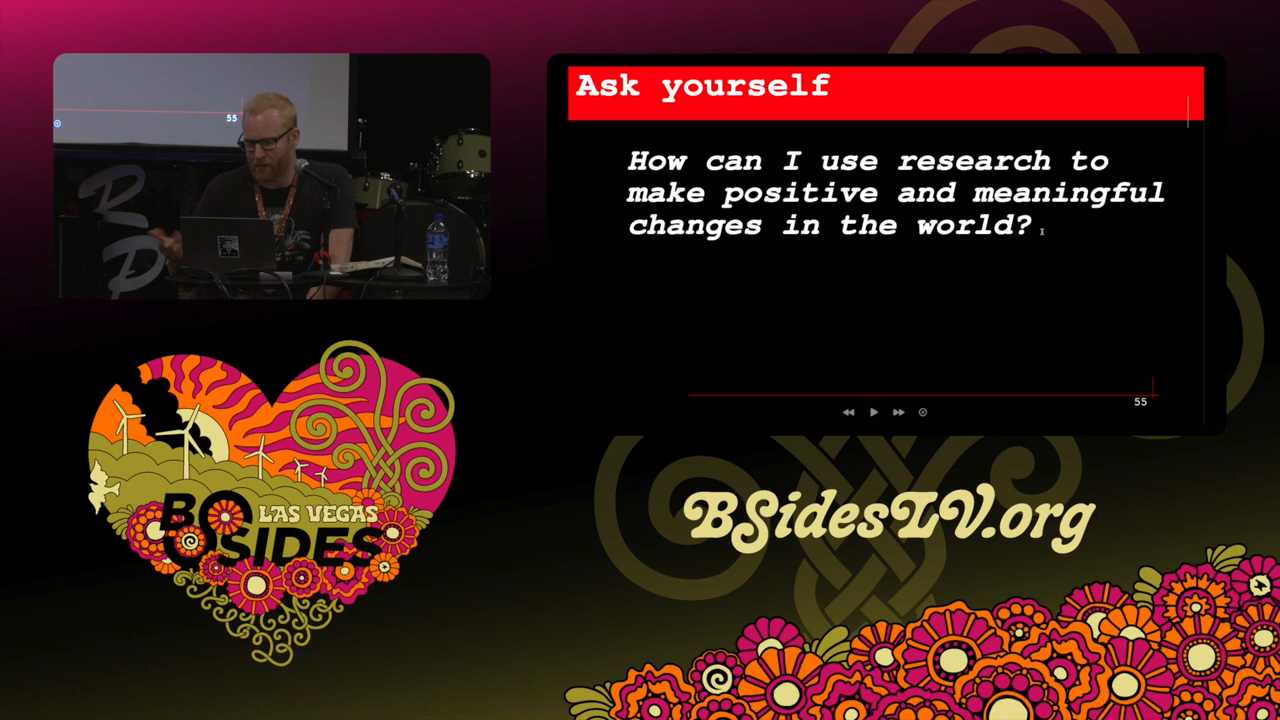 55
Ask yourself
How can I use research to
make positive and meaningful
changes in the world?
55
LAS VEGAS
BSIDES
23
BSidesLV.org